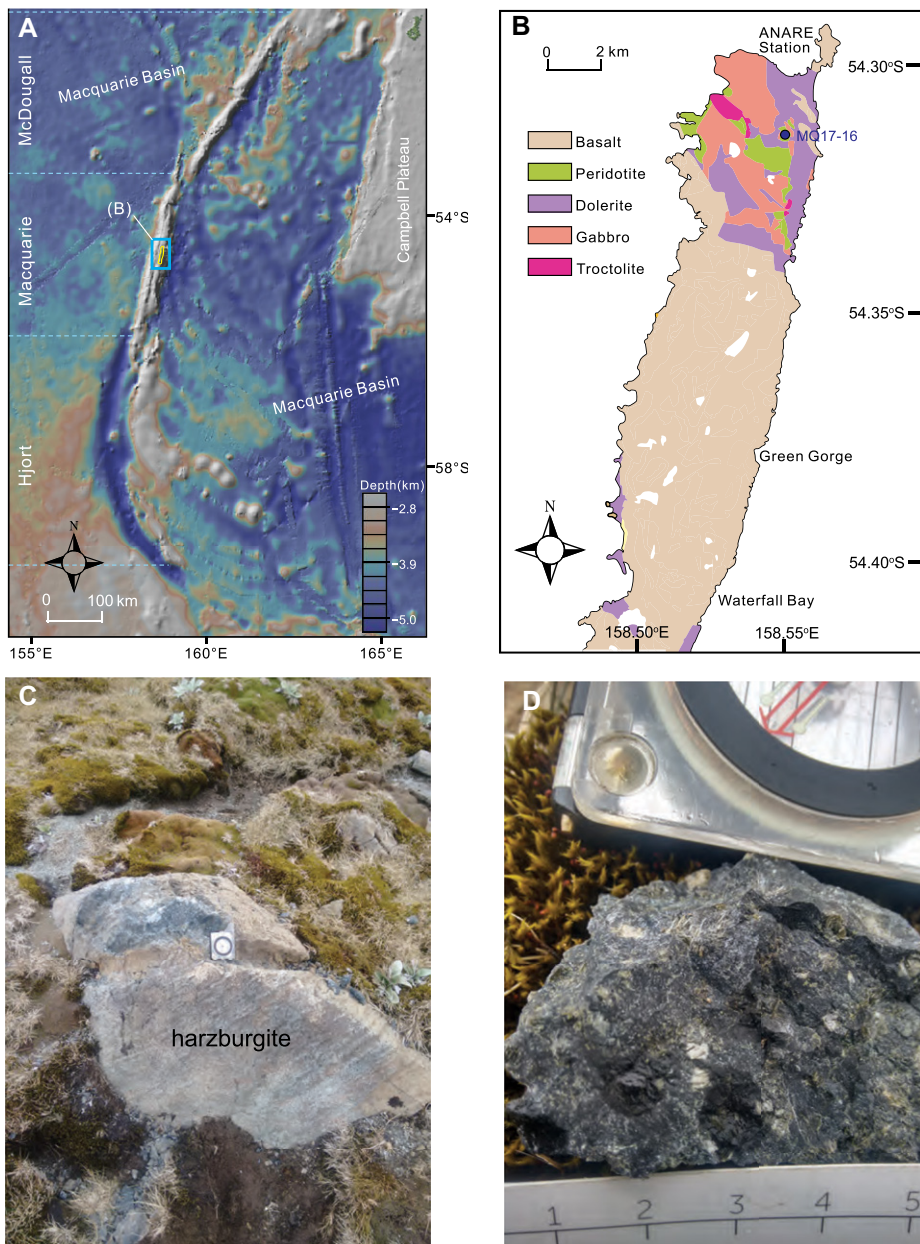 A
McDougall
Macquarie
Hjort
Macquarie Basin
(B)
Campbell Plateau
Macquarie Basin
54°S
58°S
Depth(km)
2.8
3.9
5.0
N
0 100 km
155°E 160°E 165°E
B
0 2 km
ANARE
Station
54.30°S
MQ17-16
Basalt
Peridotite
Dolerite
Gabbro
Troctolite
54.35°S
Green Gorge
N
54.40°S
Waterfall Bay
158.50°E 158.55°E
C
harzburgite
D
1 2 3 4 5